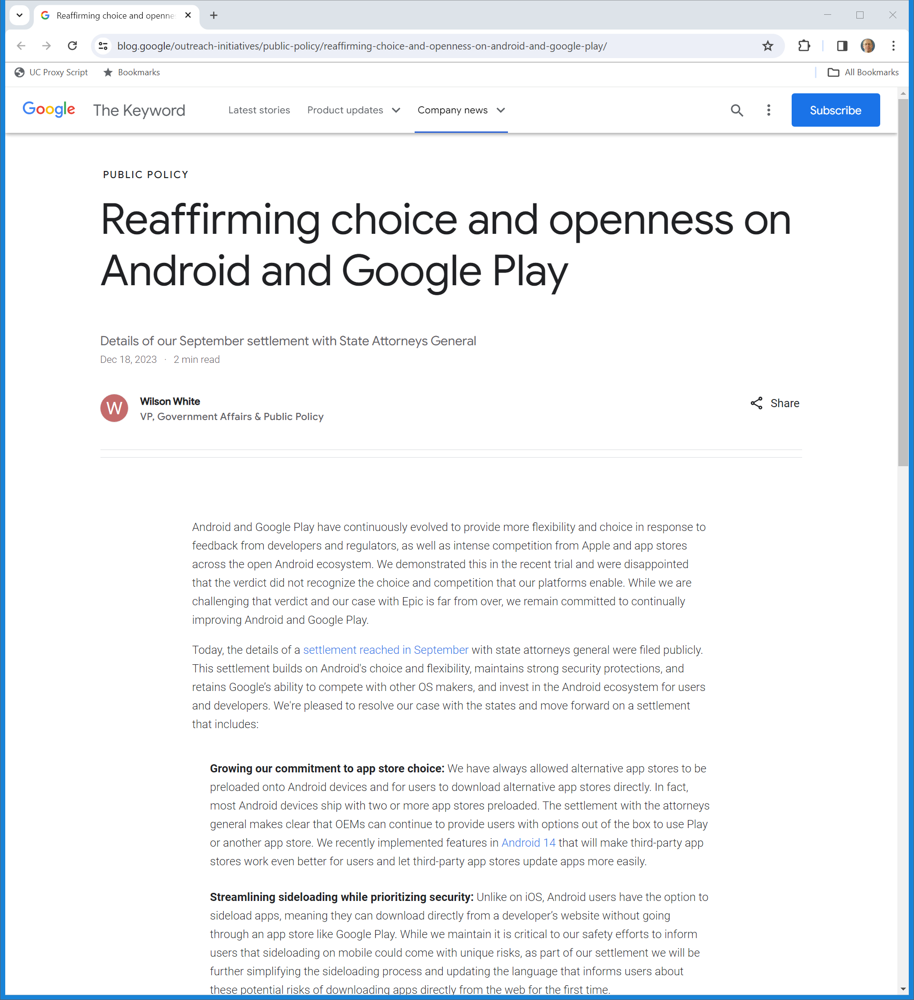 Reaffirming choice and openne
blog.google/outreach-initiatives/public-policy/reaffirming-choice-and-openness-on-android-and-google-play/
UC Proxy Script Bookmarks All Bookmarks
Google The Keyword Latest stories Product updates Company news Subscribe
PUBLIC POLICY
Reaffirming choice and openness on
Android and Google Play
Details of our September settlement with State Attorneys General
Dec 18, 2023 · 2 min read
W
Wilson White
VP, Government Affairs & Public Policy
Share
Android and Google Play have continuously evolved to provide more flexibility and choice in response to
feedback from developers and regulators, as well as intense competition from Apple and app stores
across the open Android ecosystem. We demonstrated this in the recent trial and were disappointed
that the verdict did not recognize the choice and competition that our platforms enable. While we are
challenging that verdict and our case with Epic is far from over, we remain committed to continually
improving Android and Google Play.
Today, the details of a settlement reached in September with state attorneys general were filed publicly.
This settlement builds on Android's choice and flexibility, maintains strong security protections, and
retains Google’s ability to compete with other OS makers, and invest in the Android ecosystem for users
and developers. We're pleased to resolve our case with the states and move forward on a settlement
that includes:
Growing our commitment to app store choice: We have always allowed alternative app stores to be
preloaded onto Android devices and for users to download alternative app stores directly. In fact,
most Android devices ship with two or more app stores preloaded. The settlement with the attorneys
general makes clear that OEMs can continue to provide users with options out of the box to use Play
or another app store. We recently implemented features in Android 14 that will make third-party app
stores work even better for users and let third-party app stores update apps more easily.
Streamlining sideloading while prioritizing security: Unlike on iOS, Android users have the option to
sideload apps, meaning they can download directly from a developer’s website without going
through an app store like Google Play. While we maintain it is critical to our safety efforts to inform
users that sideloading on mobile could come with unique risks, as part of our settlement we will be
further simplifying the sideloading process and updating the language that informs users about
these potential risks of downloading apps directly from the web for the first time.